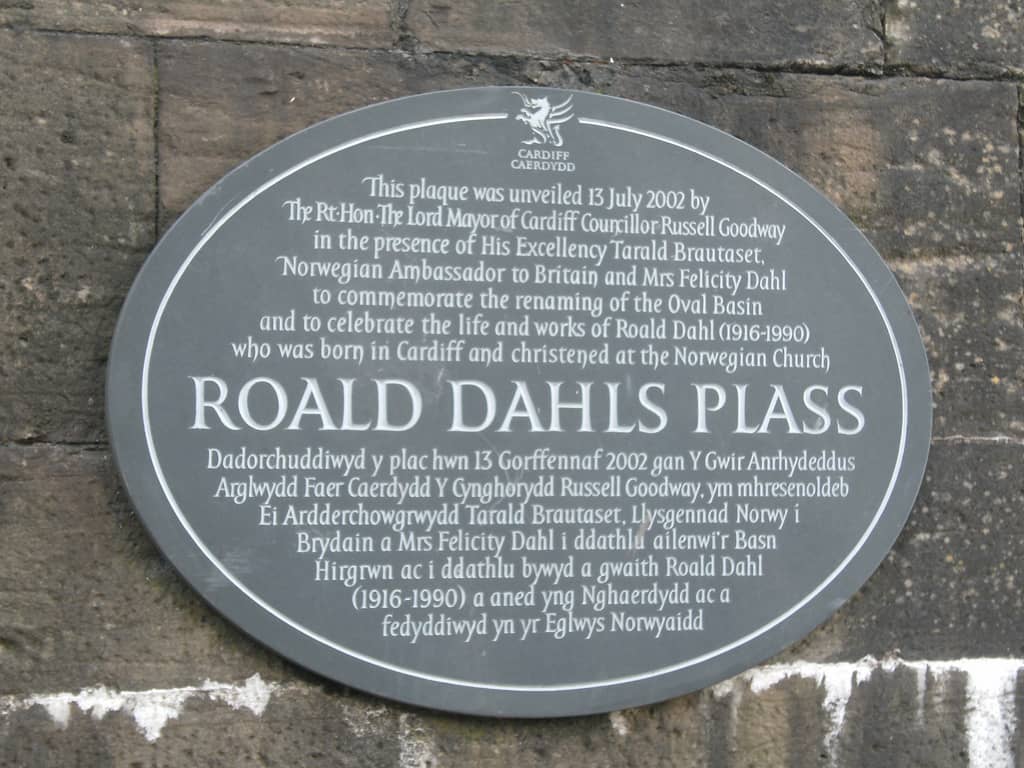 CARDIFF
CAERDYDD
This plaque was unveiled 13 July 2002 by
The Rt·Hon·The Lord Mayor of Cardiff Councillor Russell Goodway
in the presence of His Excellency Tarald Brautaset,
Norwegian Ambassador to Britain and Mrs Felicity Dahl
to commemorate the renaming of the Oval Basin
and to celebrate the life and works of Roald Dahl (1916-1990)
who was born in Cardiff and christened at the Norwegian Church
ROALD DAHLS PLASS
Dadorchuddiwyd y plac hwn 13 Gorffennaf 2002 gan Y Gwir Anrhydeddus
Arglwydd Faer Caerdydd Y Cynghorydd Russell Goodway, ym mhresenoldeb
Ei Ardderchowgrwydd Tarald Brautaset, Llysgennad Norwy i
Brydain a Mrs Felicity Dahl i ddathlu ailenwi'r Basn
Hirgrwn ac i ddathlu bywyd a gwaith Roald Dahl
(1916-1990) a aned yng Nghaerdydd ac a
fedyddiwyd yn yr Eglwys Norwyaidd